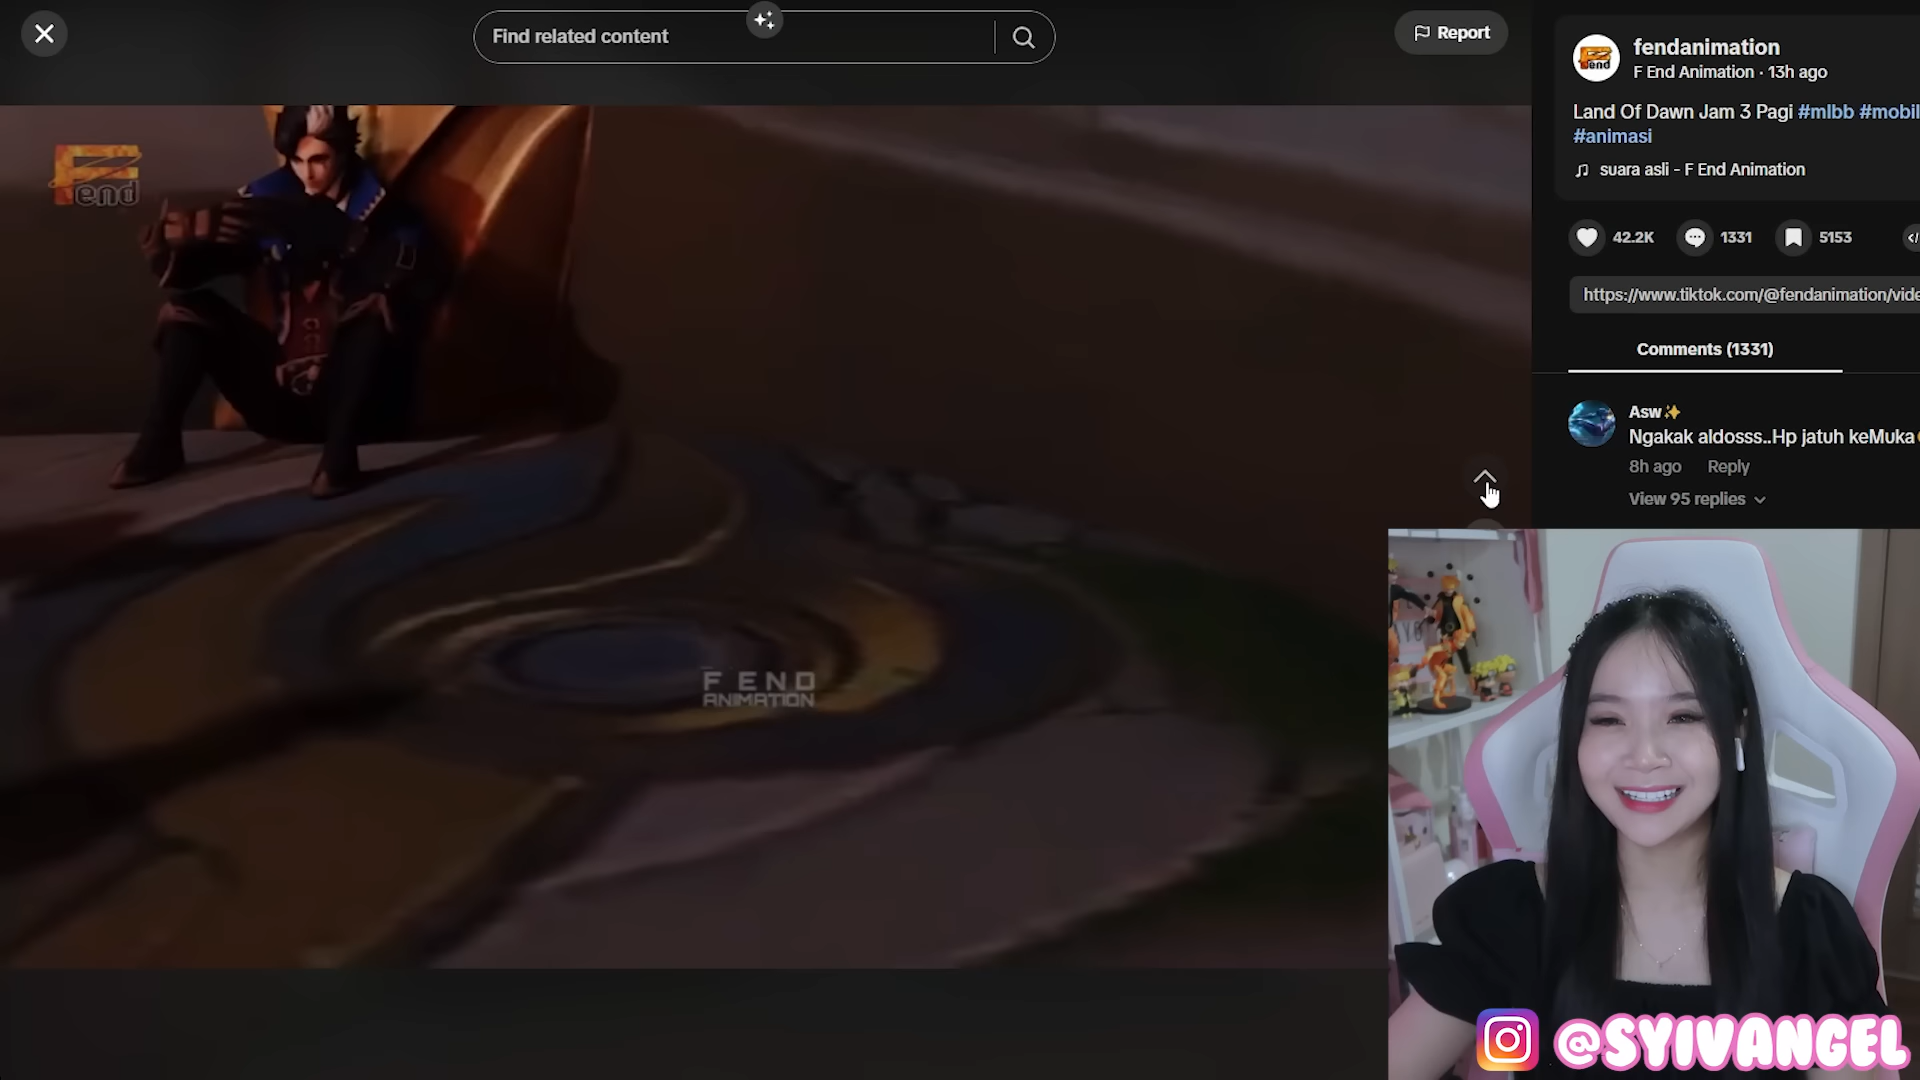 Find related content
Report
fendanimation
F End Animation · 13h ago
Land Of Dawn Jam 3 Pagi #mlbb #mobil
#animasi
suara asli - F End Animation
42.2K
1331
5153
https://www.tiktok.com/@fendanimation/vide
Comments (1331)
Asw✨
Ngakak aldosss..Hp jatuh keMuka
8h ago Reply
View 95 replies
Fend
FEND
ANIMATION
@SYIVANGEL